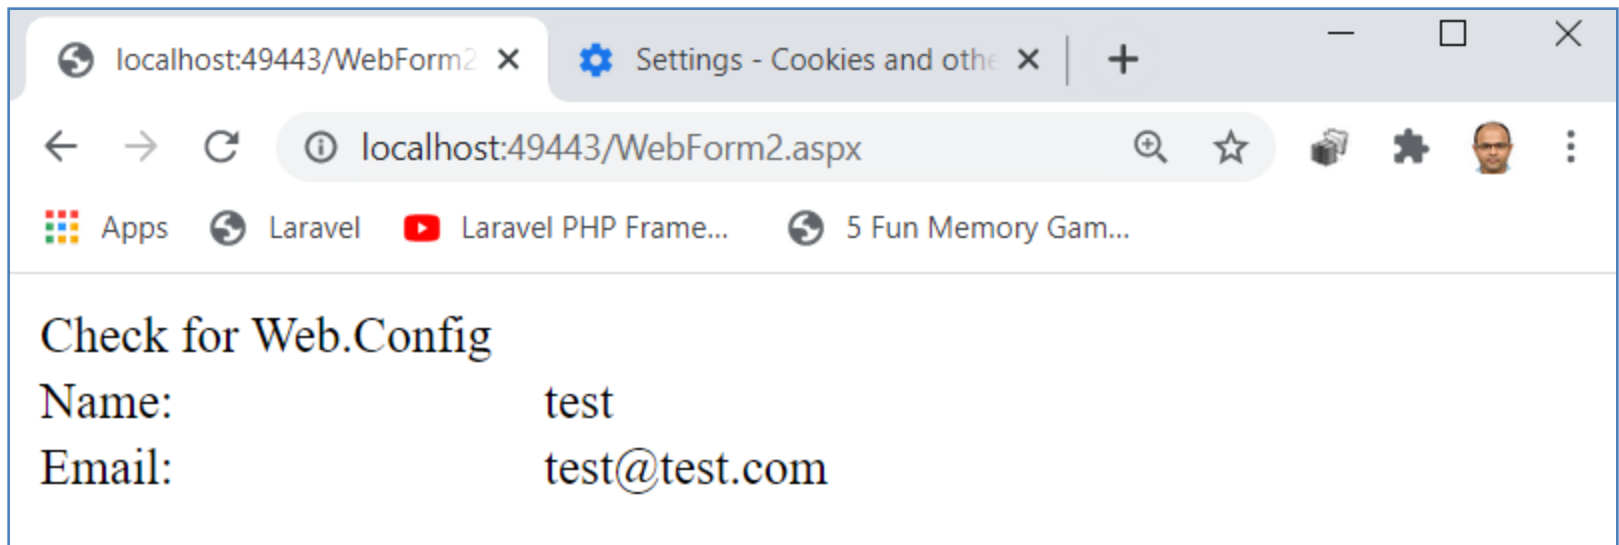 localhost:49443/WebForm2 Settings - Cookies and othe
localhost:49443/WebForm2.aspx
Apps Laravel Laravel PHP Frame... 5 Fun Memory Gam...
Check for Web.Config
Name: test
Email: test@test.com